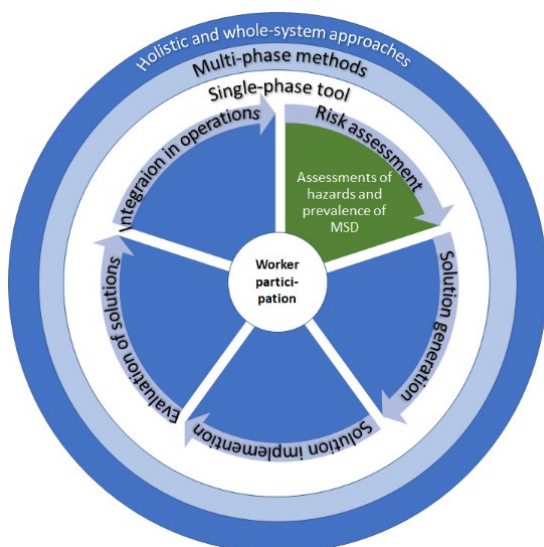 Holistic and whole-system approaches
Multi-phase methods
Single-phase tool
Risk assessment
Assessments of
hazards and
prevalence of
MSD
Solution generation
Solution implemention
Evaluation of solutions
Integraion in operations
Worker
partici-
pation